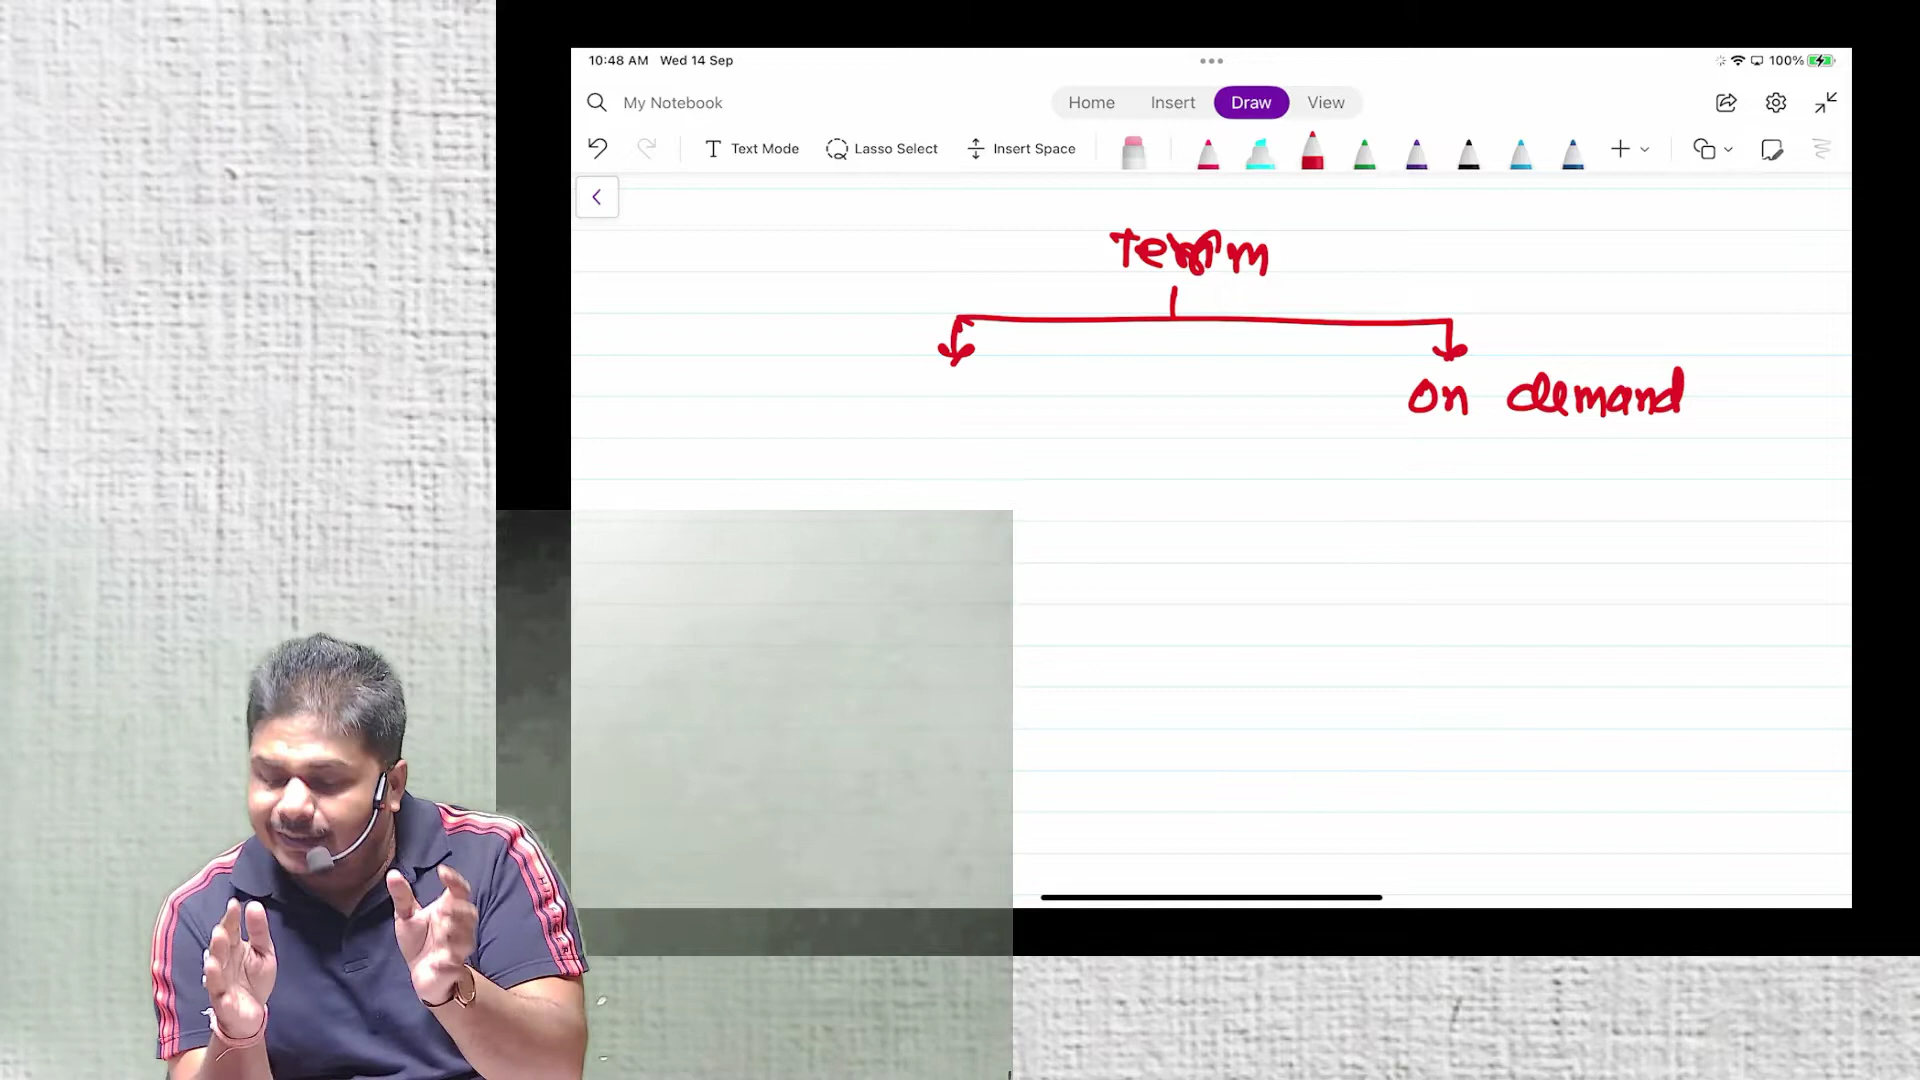 10:48 AM Wed 14 Sep
100%
My Notebook
Home Insert Draw View
Text Mode Lasso Select Insert Space
on demand